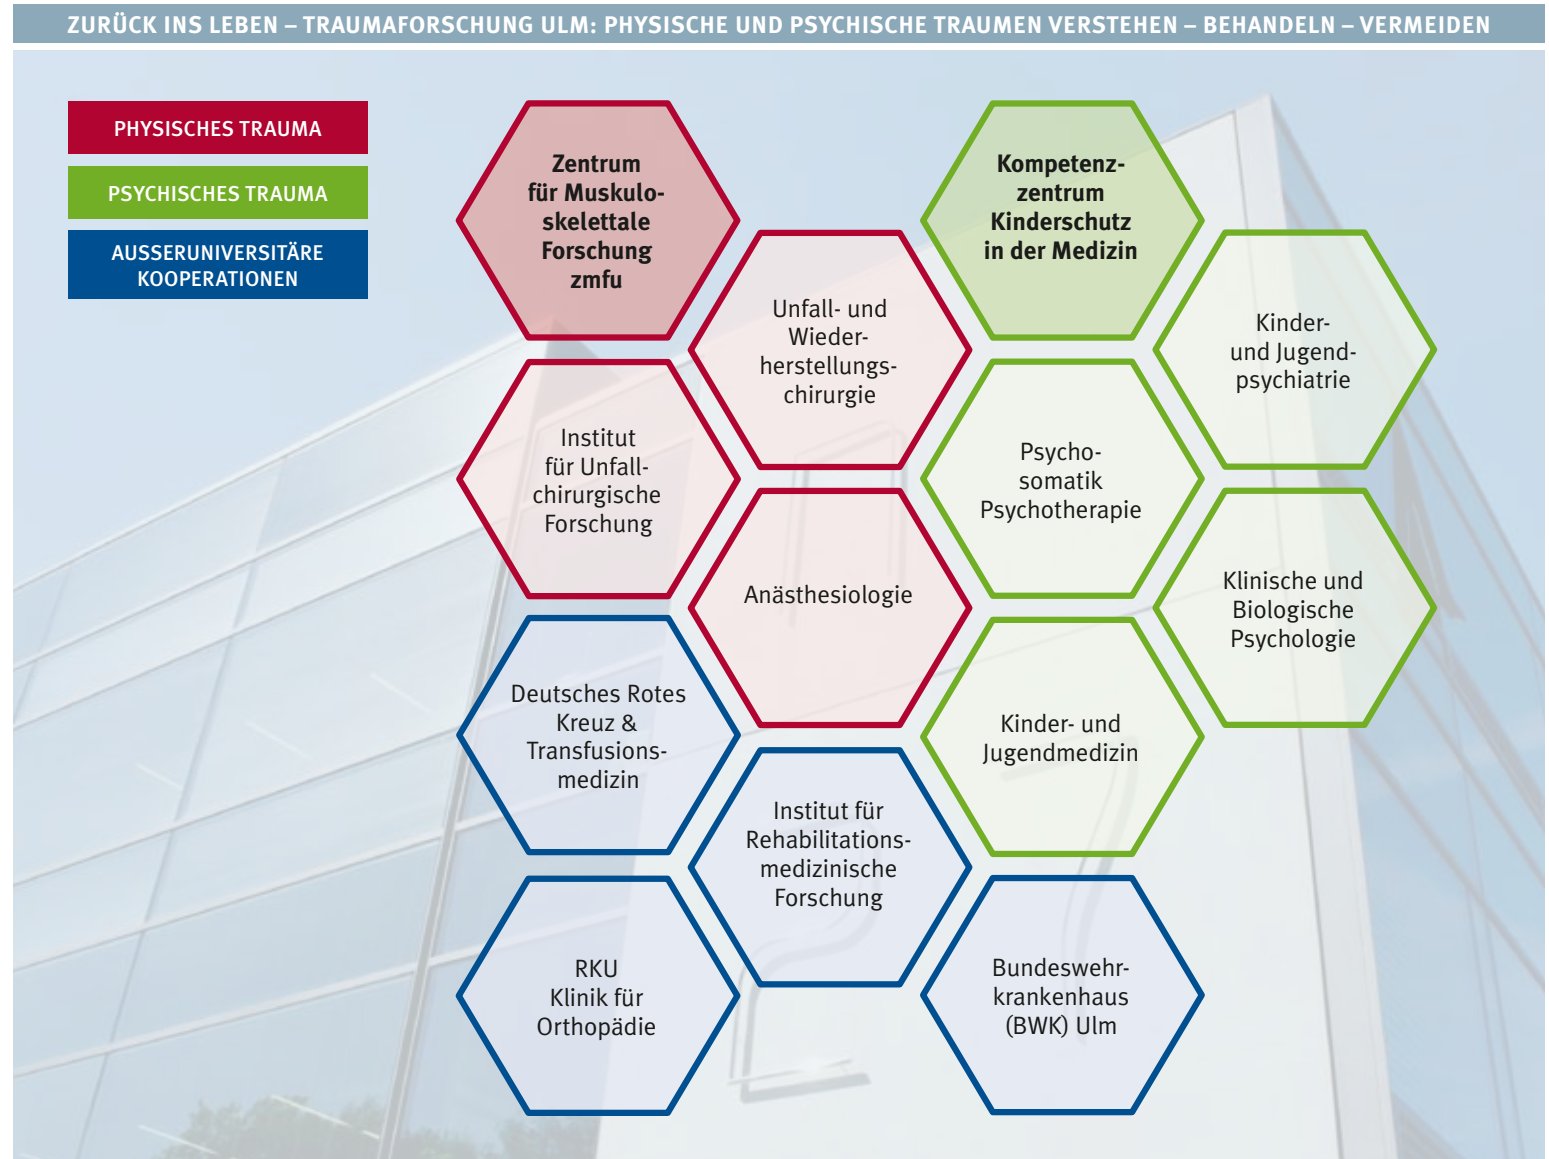 ZURÜCK INS LEBEN – TRAUMAFORSCHUNG ULM: PHYSISCHE UND PSYCHISCHE TRAUMEN VERSTEHEN – BEHANDELN – VERMEIDEN
PHYSISCHES TRAUMA
PSYCHISCHES TRAUMA
AUSSERUNIVERSITÄRE
KOOPERATIONEN
Zentrum
für Muskulo-
skelettale
Forschung
zmfu
Kompetenz-
zentrum
Kinderschutz
in der Medizin
Unfall- und
Wieder-
herstellungs-
chirurgie
Kinder-
und Jugend-
psychiatrie
Institut
für Unfall-
chirurgische
Forschung
Psycho-
somatik
Psychotherapie
Anästhesiologie
Klinische und
Biologische
Psychologie
Deutsches Rotes
Kreuz &
Transfusions-
medizin
Kinder- und
Jugendmedizin
Institut für
Rehabilitations-
medizinische
Forschung
RKU
Klinik für
Orthopädie
Bundeswehr-
krankenhaus
(BWK) Ulm